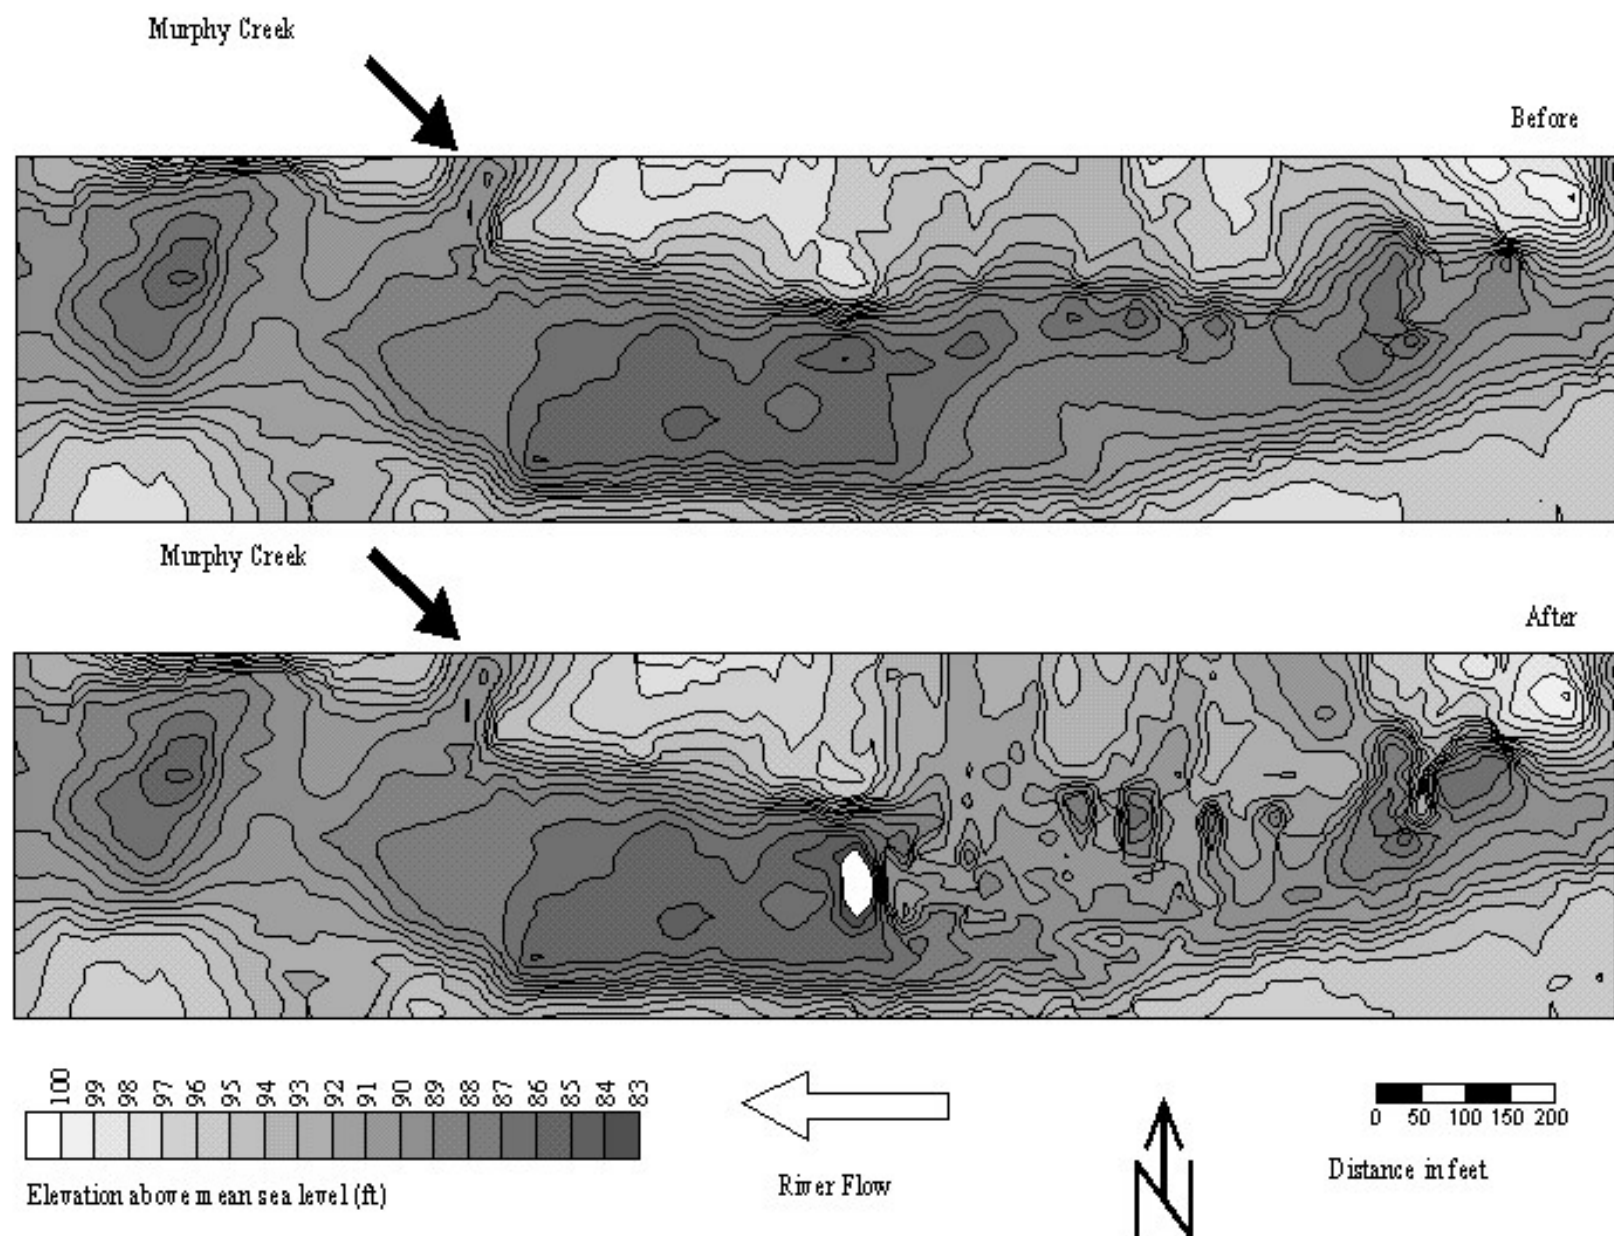 Murphy Creek
Before
Murphy Creek
After
100 99 98 97 96 95 94 93 92 91 90 89 88 87 86 85 84 83
Elevation above mean sea level (ft)
River Flow
N
0 50 100 150 200
Distance in feet